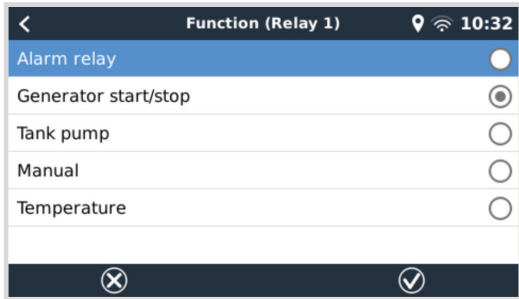 Function (Relay 1) 10:32
Alarm relay
Generator start/stop
Tank pump
Manual
Temperature